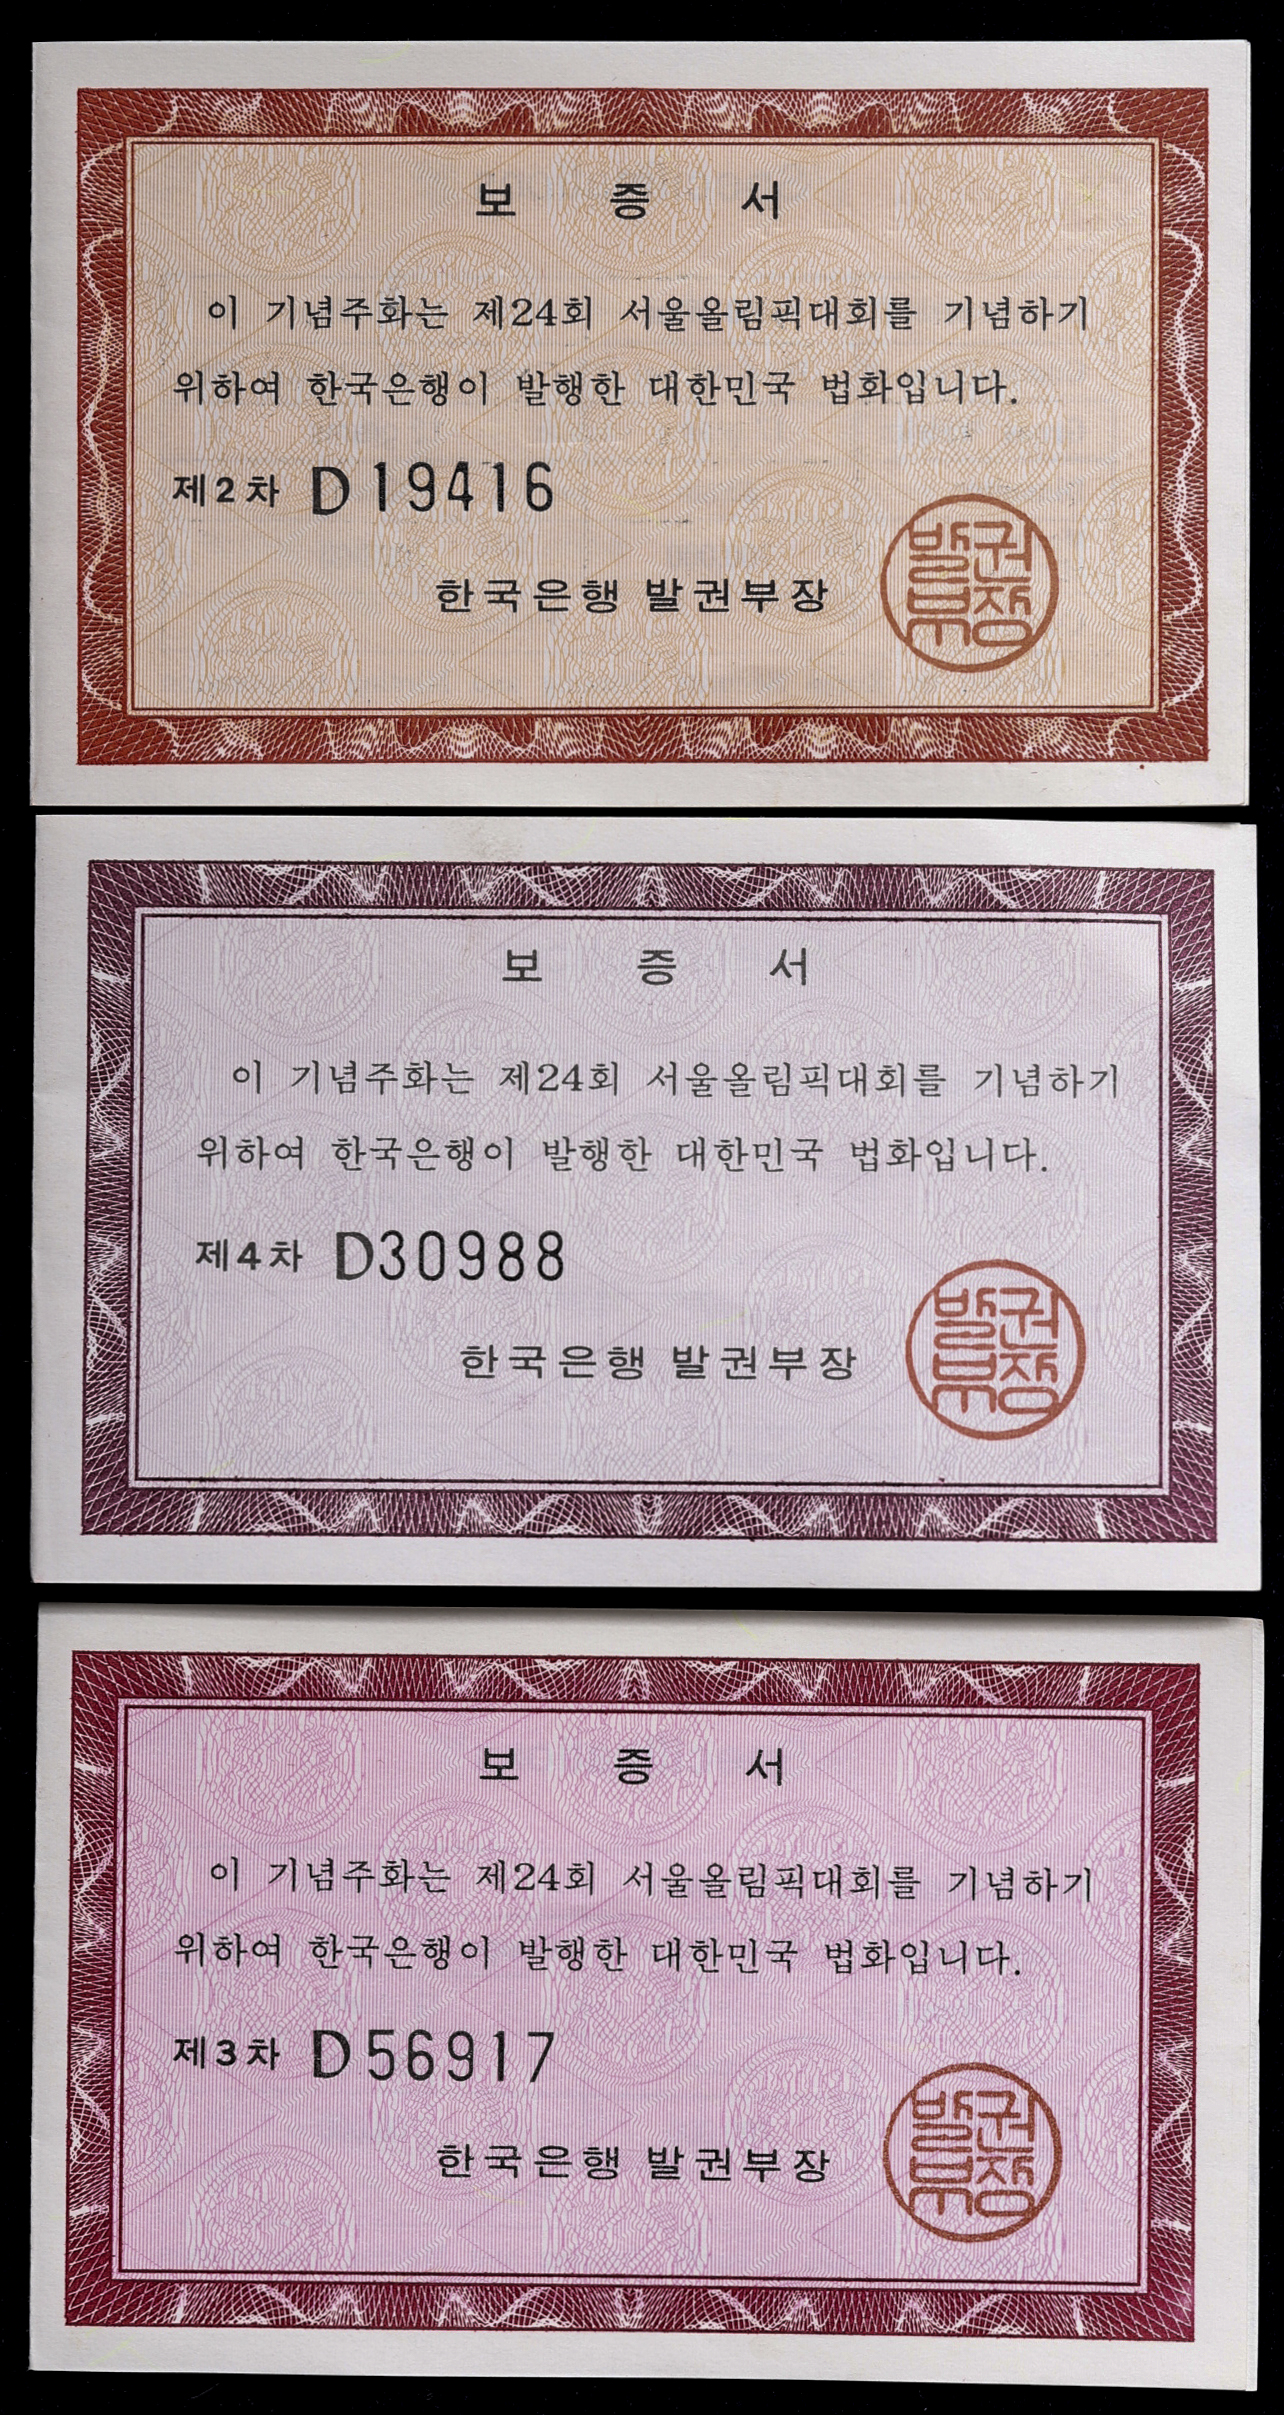 보 증 서
이 기념주화는 제24회 서울올림픽대회를 기념하기
위하여 한국은행이 발행한 대한민국 법화입니다.
제2차 D19416
한국은행 발권부장
발권
부장
보 증 서
이 기념주화는 제24회 서울올림픽대회를 기념하기
위하여 한국은행이 발행한 대한민국 법화입니다.
제4차 D30988
한국은행 발권부장
발권
부장
보 증 서
이 기념주화는 제24회 서울올림픽대회를 기념하기
위하여 한국은행이 발행한 대한민국 법화입니다.
제3차 D56917
한국은행 발권부장
발권
부장